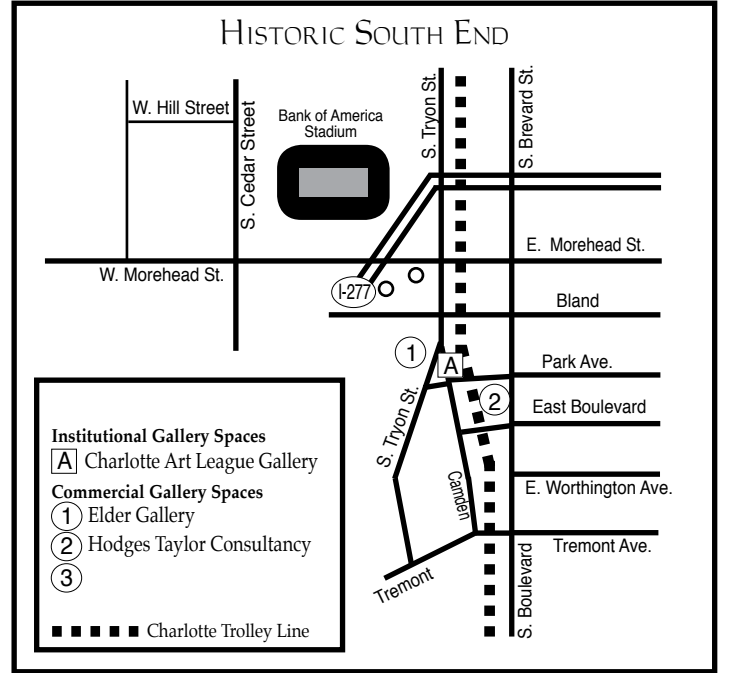 HISTORIC SOUTH END
W. Hill Street
S. Cedar Street
Bank of America
Stadium
S. Tryon St.
S. Brevard St.
E. Morehead St.
W. Morehead St.
I-277
Bland
1
A
Park Ave.
2
East Boulevard
S. Tryon St.
Camden
E. Worthington Ave.
Tremont Ave.
Tremont
S. Boulevard
Institutional Gallery Spaces
A Charlotte Art League Gallery
Commercial Gallery Spaces
1 Elder Gallery
2 Hodges Taylor Consultancy
3
Charlotte Trolley Line